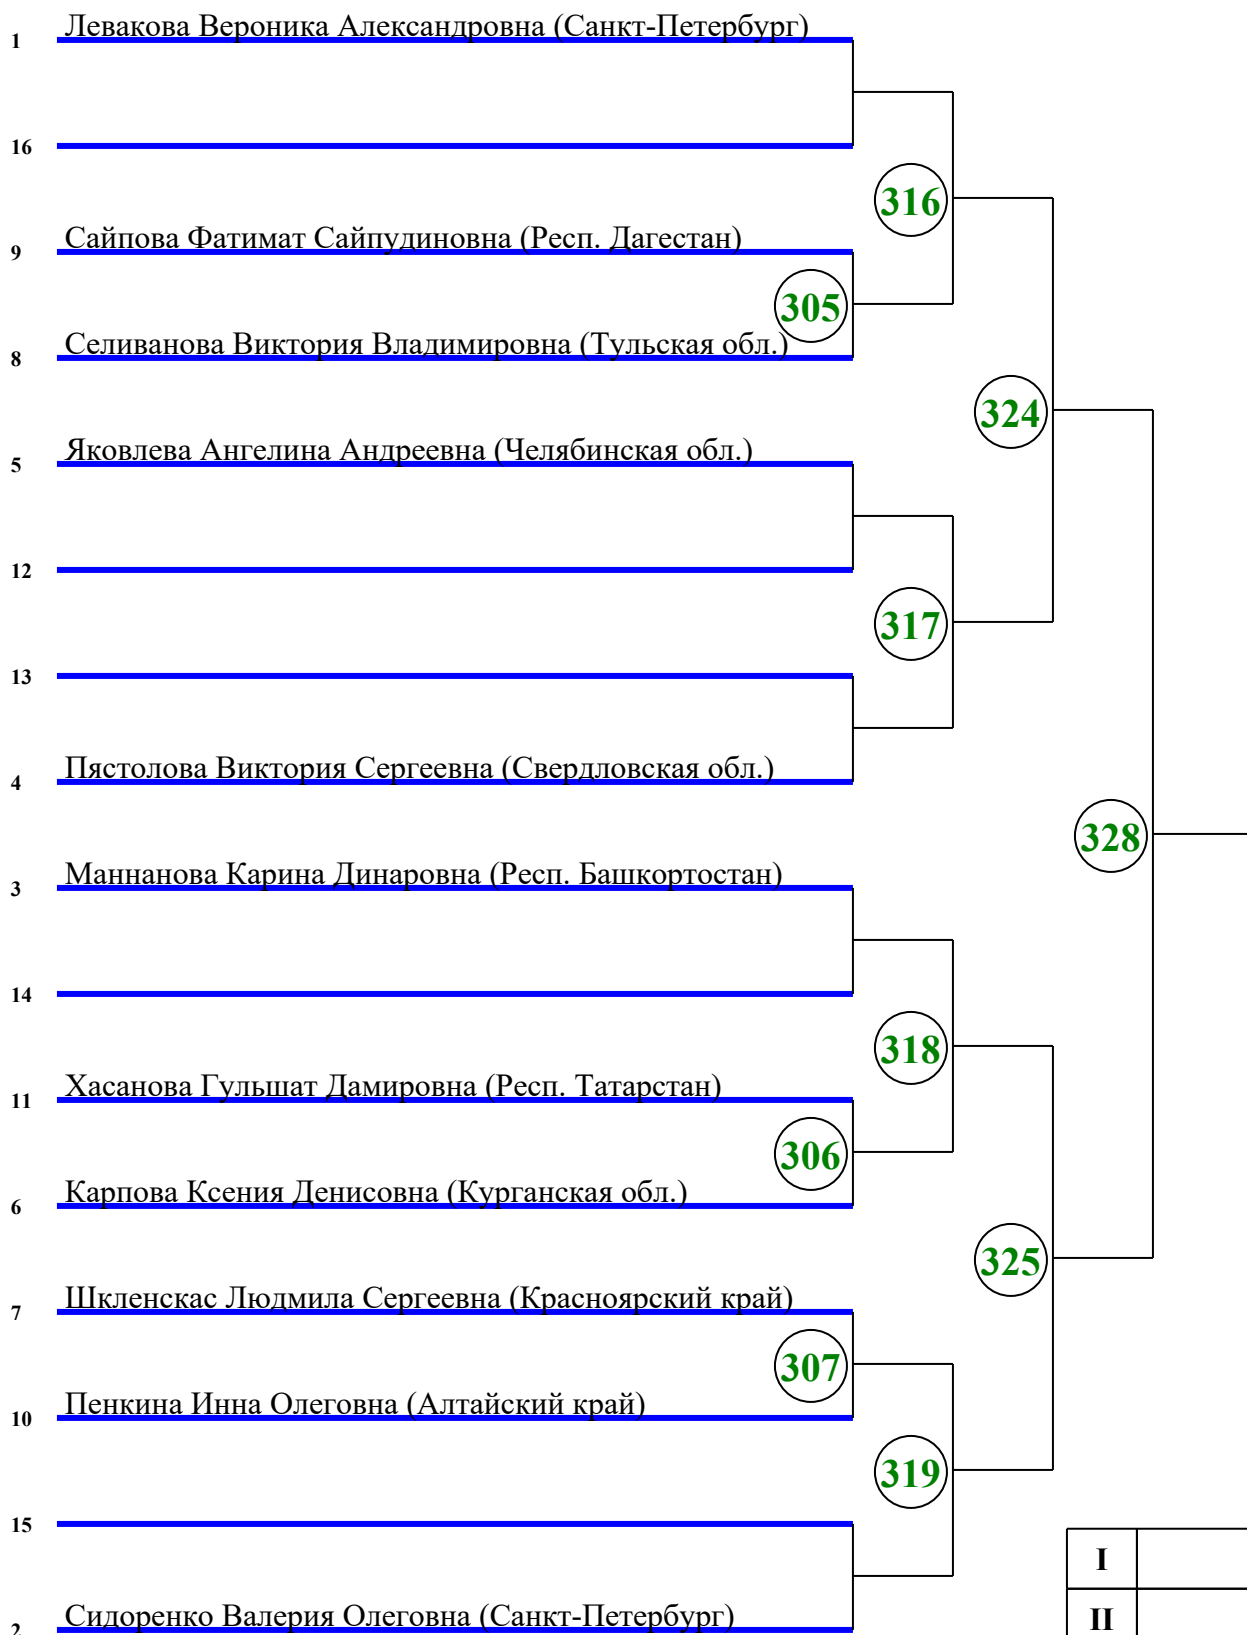 1 Левакова Вероника Александровна (Санкт-Петербург)
16
316
9 Сайпова Фатимат Сайпудиновна (Респ. Дагестан)
305
8 Селиванова Виктория Владимировна (Тульская обл.)
324
5 Яковлева Ангелина Андреевна (Челябинская обл.)
12
317
13
4 Пястолова Виктория Сергеевна (Свердловская обл.)
328
3 Маннанова Карина Динаровна (Респ. Башкортостан)
14
318
11 Хасанова Гульшат Дамировна (Респ. Татарстан)
306
6 Карпова Ксения Денисовна (Курганская обл.)
325
7 Шкленскас Людмила Сергеевна (Красноярский край)
307
10 Пенкина Инна Олеговна (Алтайский край)
319
15
I
2 Сидоренко Валерия Олеговна (Санкт-Петербург)
II